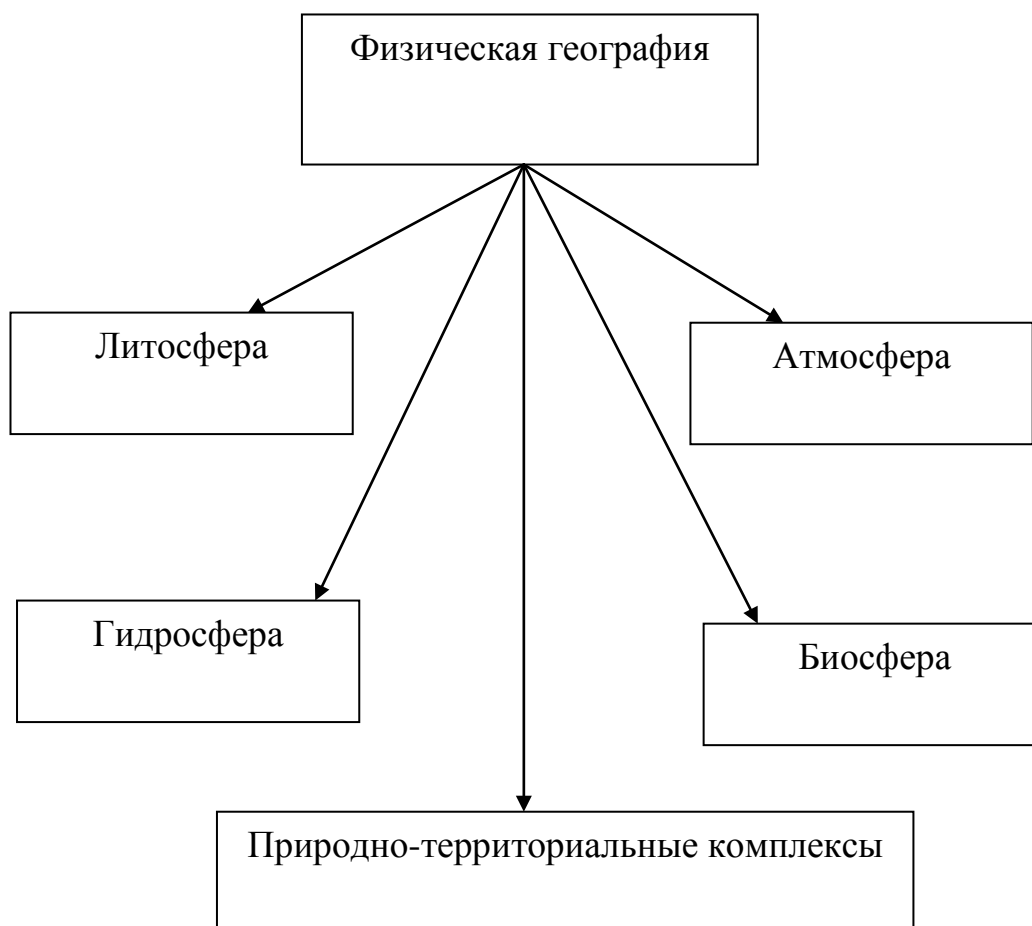 Физическая география
Литосфера
Атмосфера
Гидросфера
Биосфера
Природно-территориальные комплексы